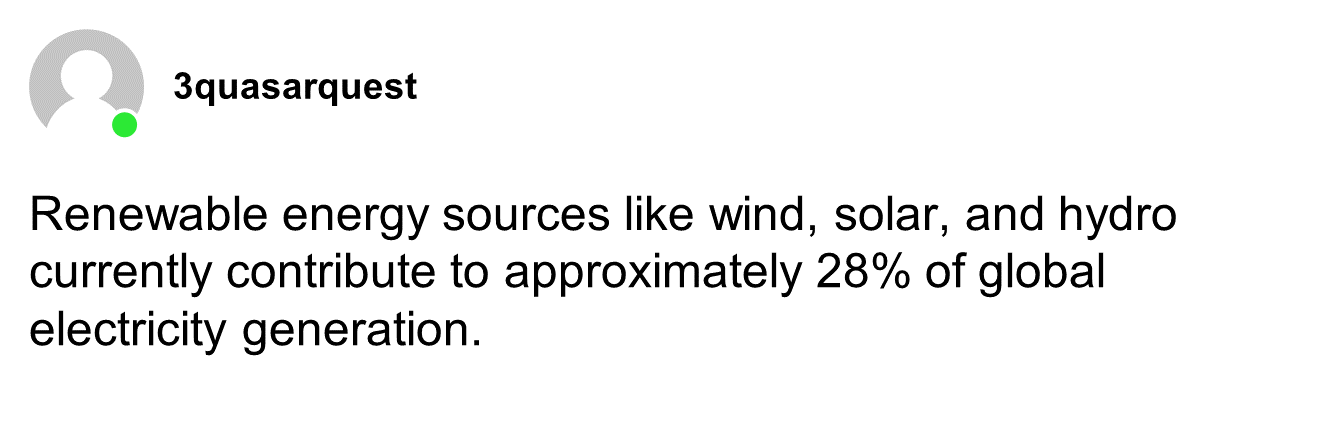 3quasarquest
Renewable energy sources like wind, solar, and hydro
currently contribute to approximately 28% of global
electricity generation.